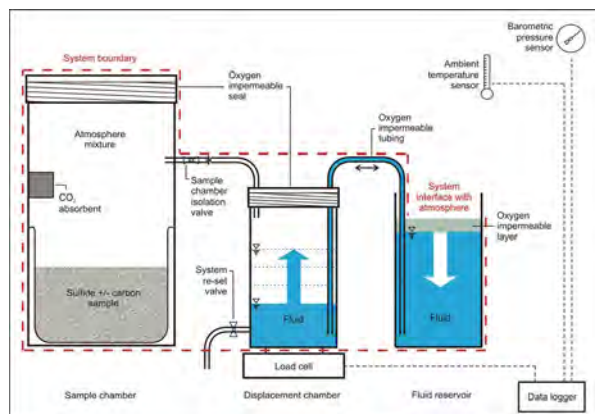 System boundary
Oxygen
impermeable
seal
Barometric
pressure
sensor
Ambient
temperature
sensor
Atmosphere
mixture
Oxygen
impermeable
tubing
CO₂
absorbent
Sample chamber
isolation
valve
System
interface with
atmosphere
Oxygen
impermeable
layer
System
re-set
valve
Sulfide +/- carbon
sample
Fluid
Fluid
Load cell
Sample chamber
Displacement chamber
Fluid reservoir
Data logger